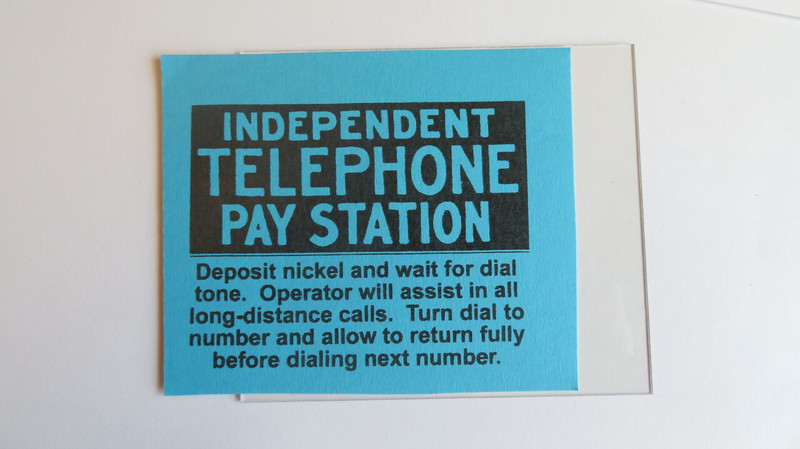 INDEPENDENT
TELEPHONE
PAY STATION
Deposit nickel and wait for dial
tone.  Operator will assist in all
long-distance calls.  Turn dial to
number and allow to return fully
before dialing next number.